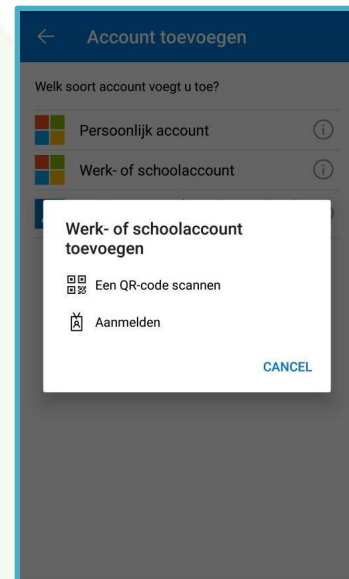 Account toevoegen
Welk soort account voegt u toe?
Persoonlijk account
Werk- of schoolaccount
Werk- of schoolaccount
toevoegen
Een QR-code scannen
Aanmelden
CANCEL